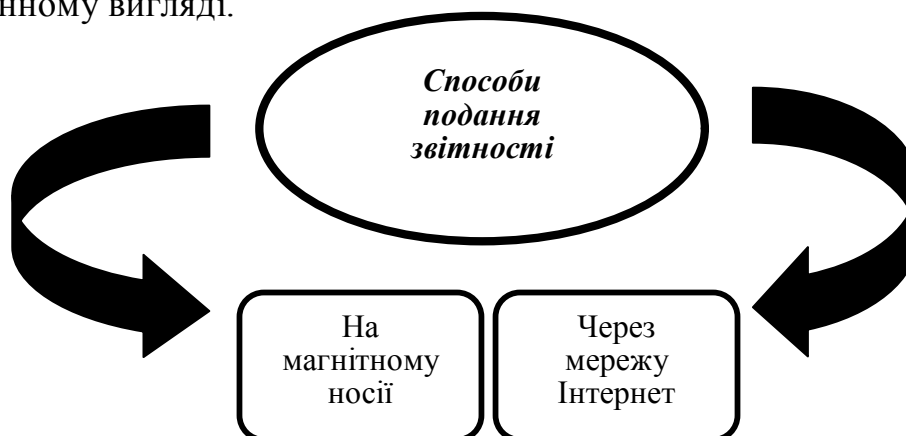 нному вигляді.
Способи
подання
звітності
На
магнітному
носії
Через
мережу
Інтернет